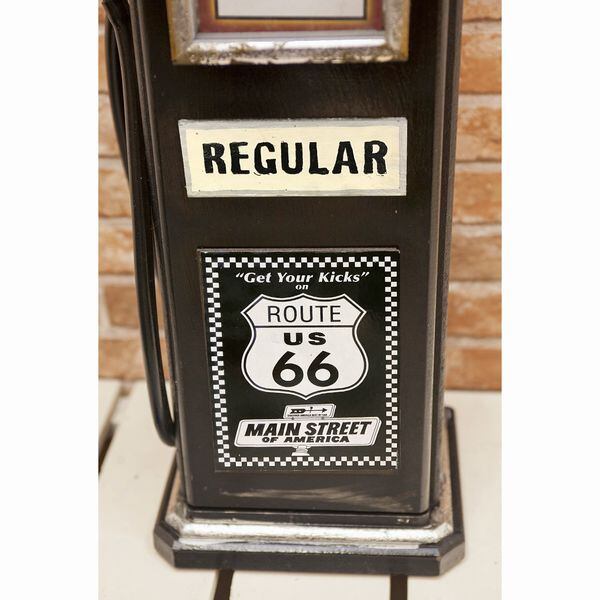 REGULAR
"Get Your Kicks"
on
ROUTE
US
66
MAIN STREET
OF AMERICA